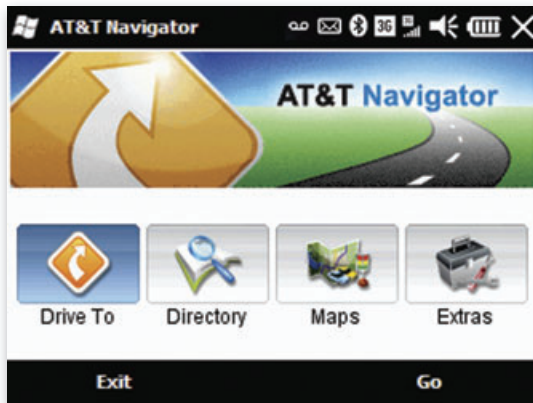 AT&T Navigator 3G
AT&T Navigator
Drive To Directory Maps Extras
Exit Go